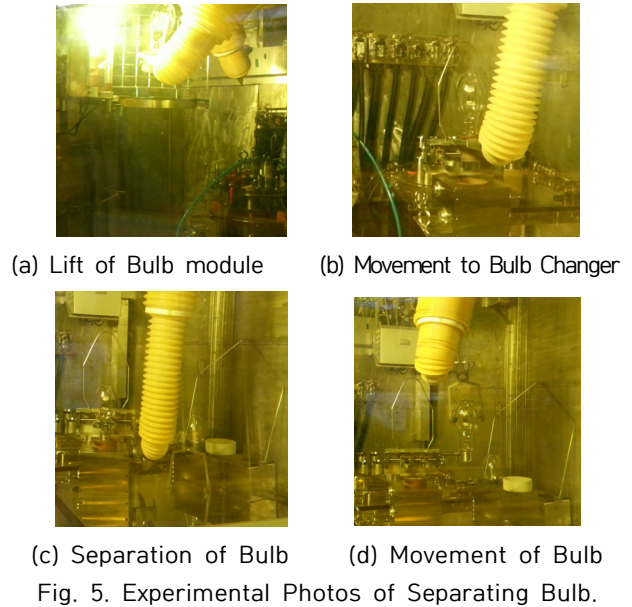 (a) Lift of Bulb module (b) Movement to Bulb Changer
(c) Separation of Bulb (d) Movement of Bulb
Fig. 5. Experimental Photos of Separating Bulb.